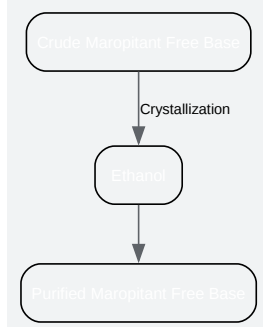 Crude Maropitant Free Base
Crystallization
Ethanol
Purified Maropitant Free Base